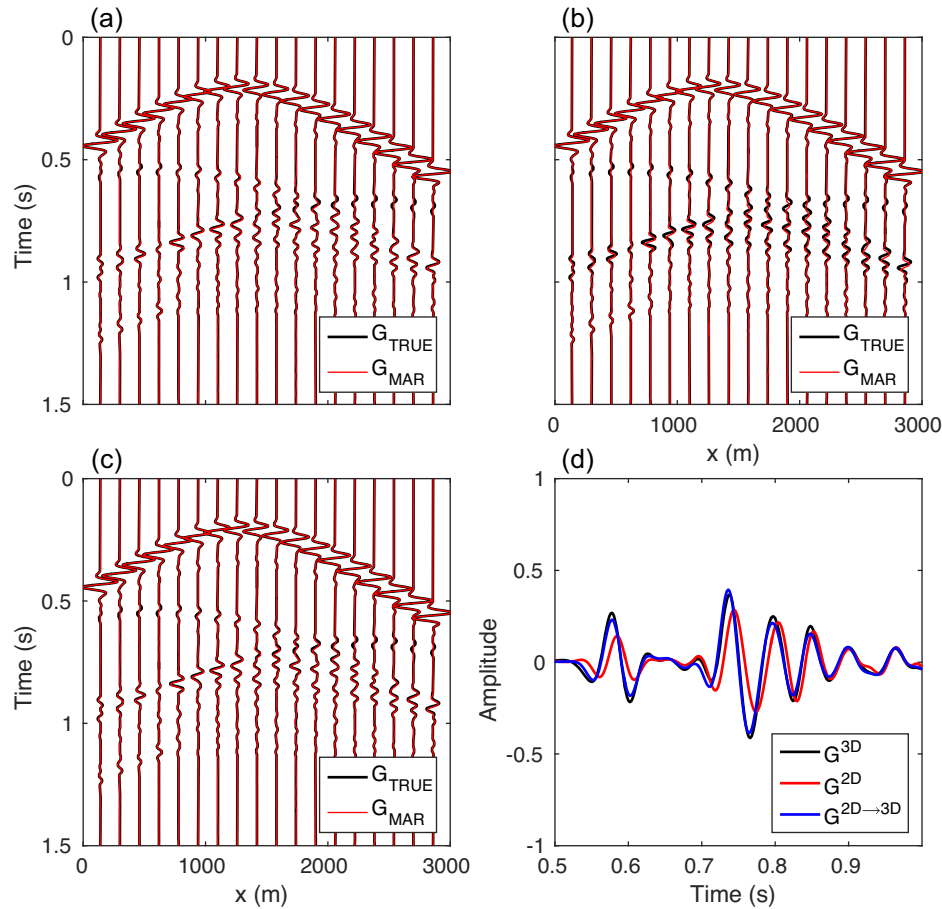 (a)
0
0.5
1
1.5
Time (s)
G_TRUE
G_MAR
(b)
G_TRUE
G_MAR
0 1000 2000 3000
x (m)
(c)
0
0.5
1
1.5
Time (s)
G_TRUE
G_MAR
0 1000 2000 3000
x (m)
(d)
1
0.5
0
-0.5
-1
Amplitude
G^3D
G^2D
G^2D→3D
0.5 0.6 0.7 0.8 0.9
Time (s)